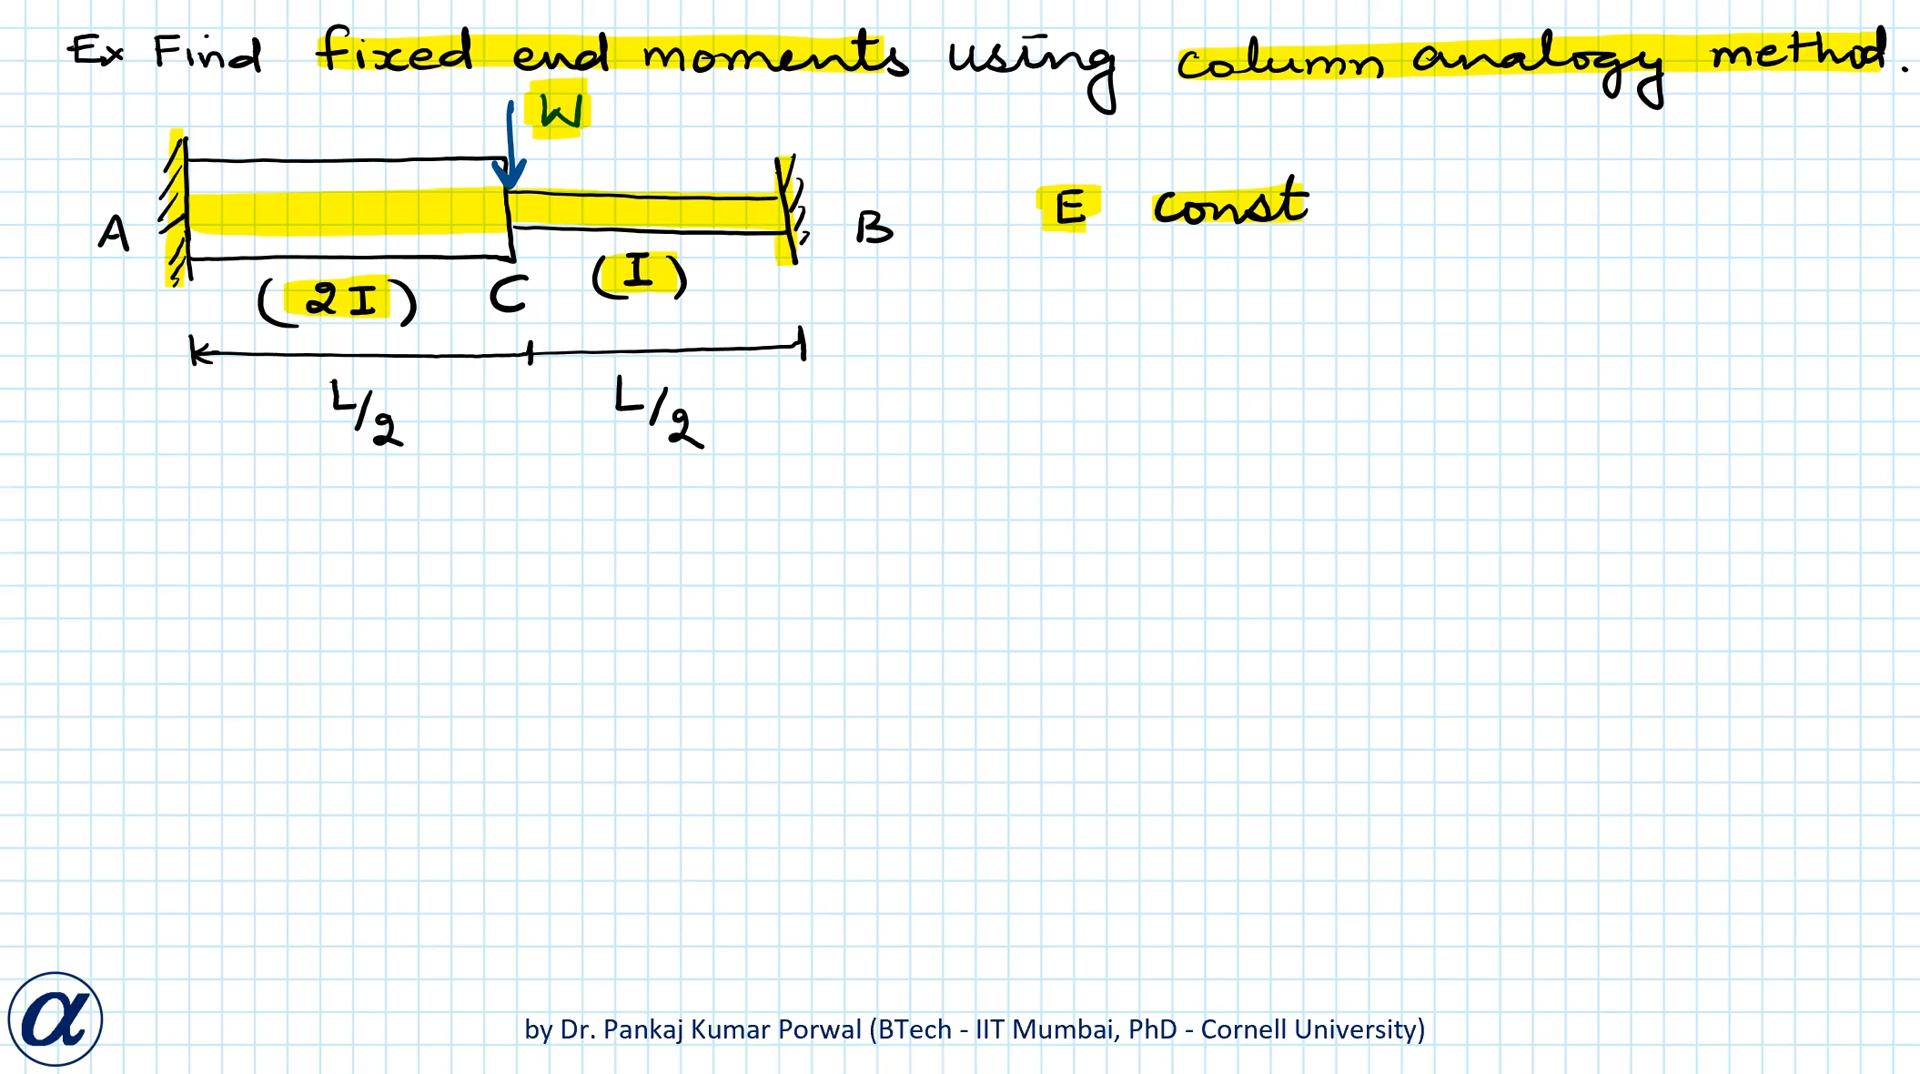 Ex Find fixed end moments using column analogy method.
W
A
B
E const
(2I)
C
(I)
L/2
L/2
α
by Dr. Pankaj Kumar Porwal (BTech - IIT Mumbai, PhD - Cornell University)